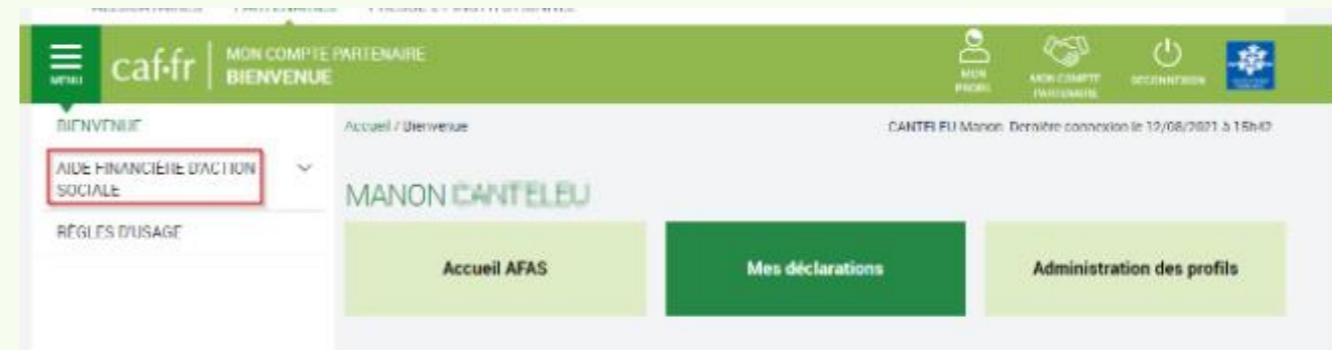 PARTENAIRES
MENU
caf•fr
MON COMPTE PARTENAIRE
BIENVENUE
MON
PROFIL
MON COMPTE
PARTENAIRE
DÉCONNEXION
BIENVENUE
Accueil / Bienvenue
CANTELEU Manon. Dernière connexion le 12/08/2021 à 15h42
AIDE FINANCIÈRE D'ACTION
SOCIALE
MANON CANTELEU
RÈGLES D'USAGE
Accueil AFAS
Mes déclarations
Administration des profils